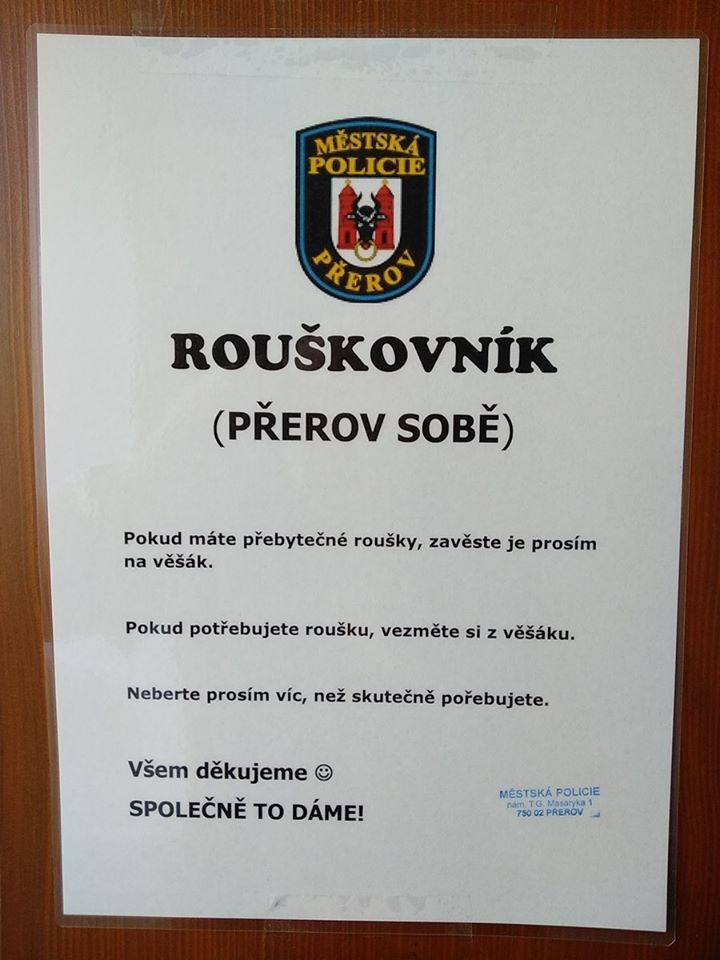 MĚSTSKÁ
POLICIE
PŘEROV
ROUŠKOVNÍK
(PŘEROV SOBĚ)
Pokud máte přebytečné roušky, zavěste je prosím
na věšák.
Pokud potřebujete roušku, vezměte si z věšáku.
Neberte prosím víc, než skutečně pořebujete.
Všem děkujeme ☺
SPOLEČNĚ TO DÁME!
MĚSTSKÁ POLICIE
nám. T.G. Masaryka 1
750 02 PŘEROV